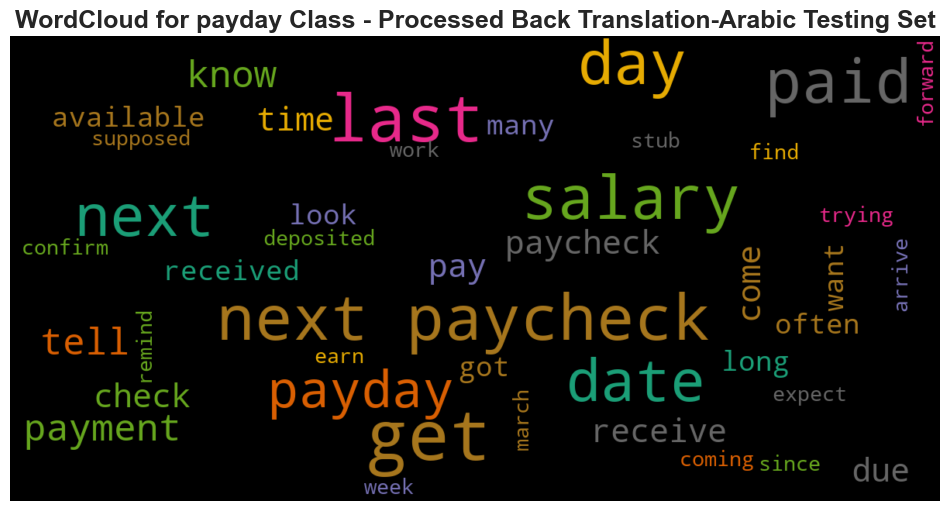 WordCloud for payday Class - Processed Back Translation-Arabic Testing Set
know
day
paid
forward
available
supposed
time
last
many
work
stub
find
next
salary
look
trying
confirm
deposited
paycheck
received
pay
come
want
arrive
next paycheck
often
tell
remind
earn
got
date
long
check
payday
march
expect
payment
get
receive
coming
since
due
week